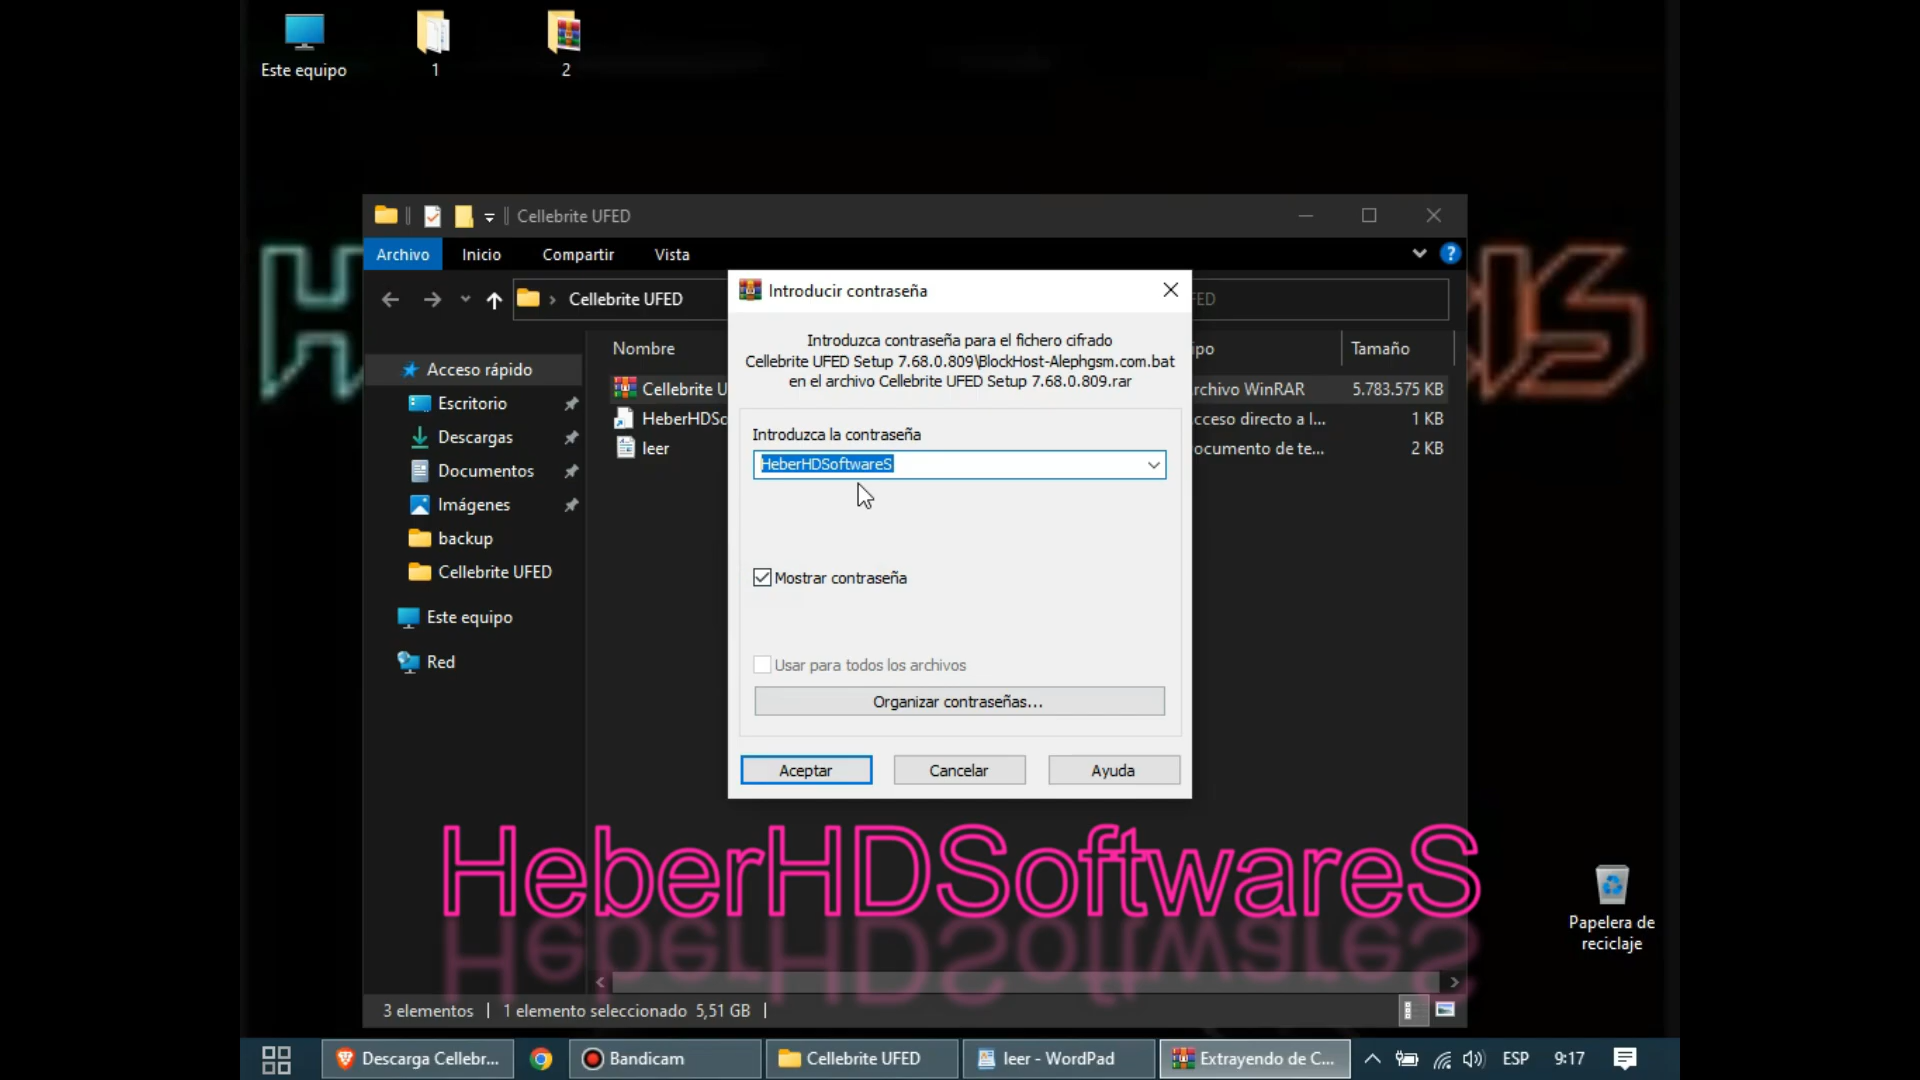 Este equipo
1
2
Cellebrite UFED
Archivo
Inicio
Compartir
Vista
Cellebrite UFED
FED
Nombre
ipo
Tamaño
Acceso rápido
Escritorio
Descargas
Documentos
Imágenes
backup
Cellebrite UFED
Este equipo
Red
Cellebrite U
rchivo WinRAR
5.783.575 KB
HeberHDSo
cceso directo a l...
1 KB
leer
ocumento de te...
2 KB
Introducir contraseña
Introduzca contraseña para el fichero cifrado
Cellebrite UFED Setup 7.68.0.809\BlockHost-Alephgsm.com.bat
en el archivo Cellebrite UFED Setup 7.68.0.809.rar
Introduzca la contraseña
HeberHDSoftwareS
Mostrar contraseña
Usar para todos los archivos
Organizar contraseñas...
Aceptar
Cancelar
Ayuda
HeberHDSoftwareS
Papelera de
reciclaje
3 elementos
1 elemento seleccionado 5,51 GB
Descarga Cellebr...
Bandicam
Cellebrite UFED
leer - WordPad
Extrayendo de C...
ESP
9:17